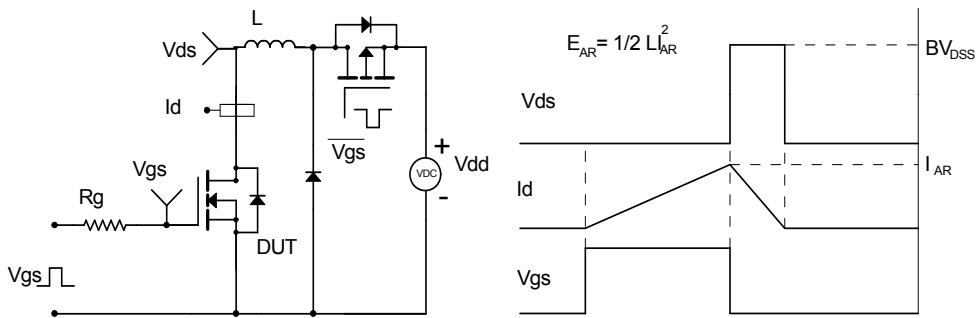 L
Vds
Id
Vgs
Vgs
Rg
DUT
Vgs
VDC
+
-
Vdd
E_AR = 1/2 LI_AR^2
BV_DSS
Vds
I_AR
Id
Vgs